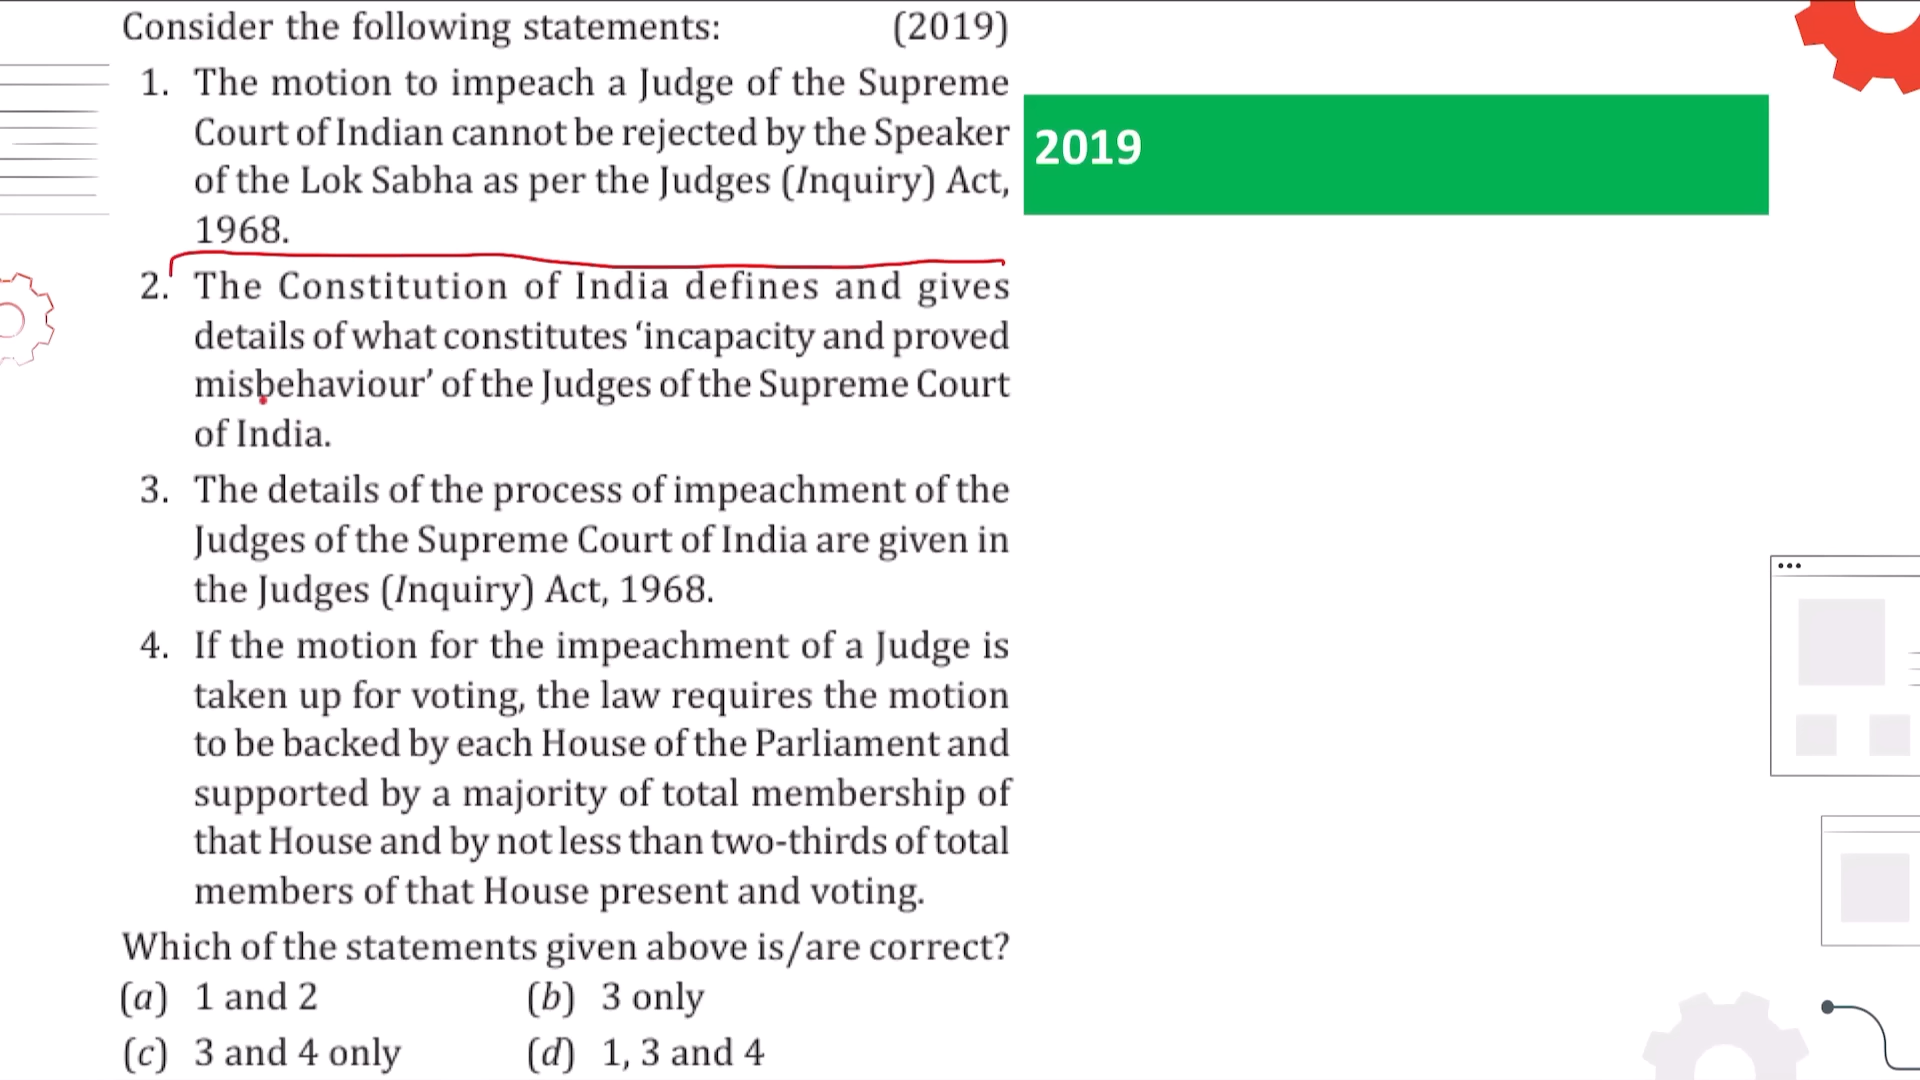 Consider the following statements: (2019)
1. The motion to impeach a Judge of the Supreme
Court of Indian cannot be rejected by the Speaker
of the Lok Sabha as per the Judges (Inquiry) Act,
1968.
2. The Constitution of India defines and gives
details of what constitutes ‘incapacity and proved
misbehaviour’ of the Judges of the Supreme Court
of India.
3. The details of the process of impeachment of the
Judges of the Supreme Court of India are given in
the Judges (Inquiry) Act, 1968.
4. If the motion for the impeachment of a Judge is
taken up for voting, the law requires the motion
to be backed by each House of the Parliament and
supported by a majority of total membership of
that House and by not less than two-thirds of total
members of that House present and voting.
Which of the statements given above is/are correct?
(a) 1 and 2 (b) 3 only
(c) 3 and 4 only (d) 1, 3 and 4
2019